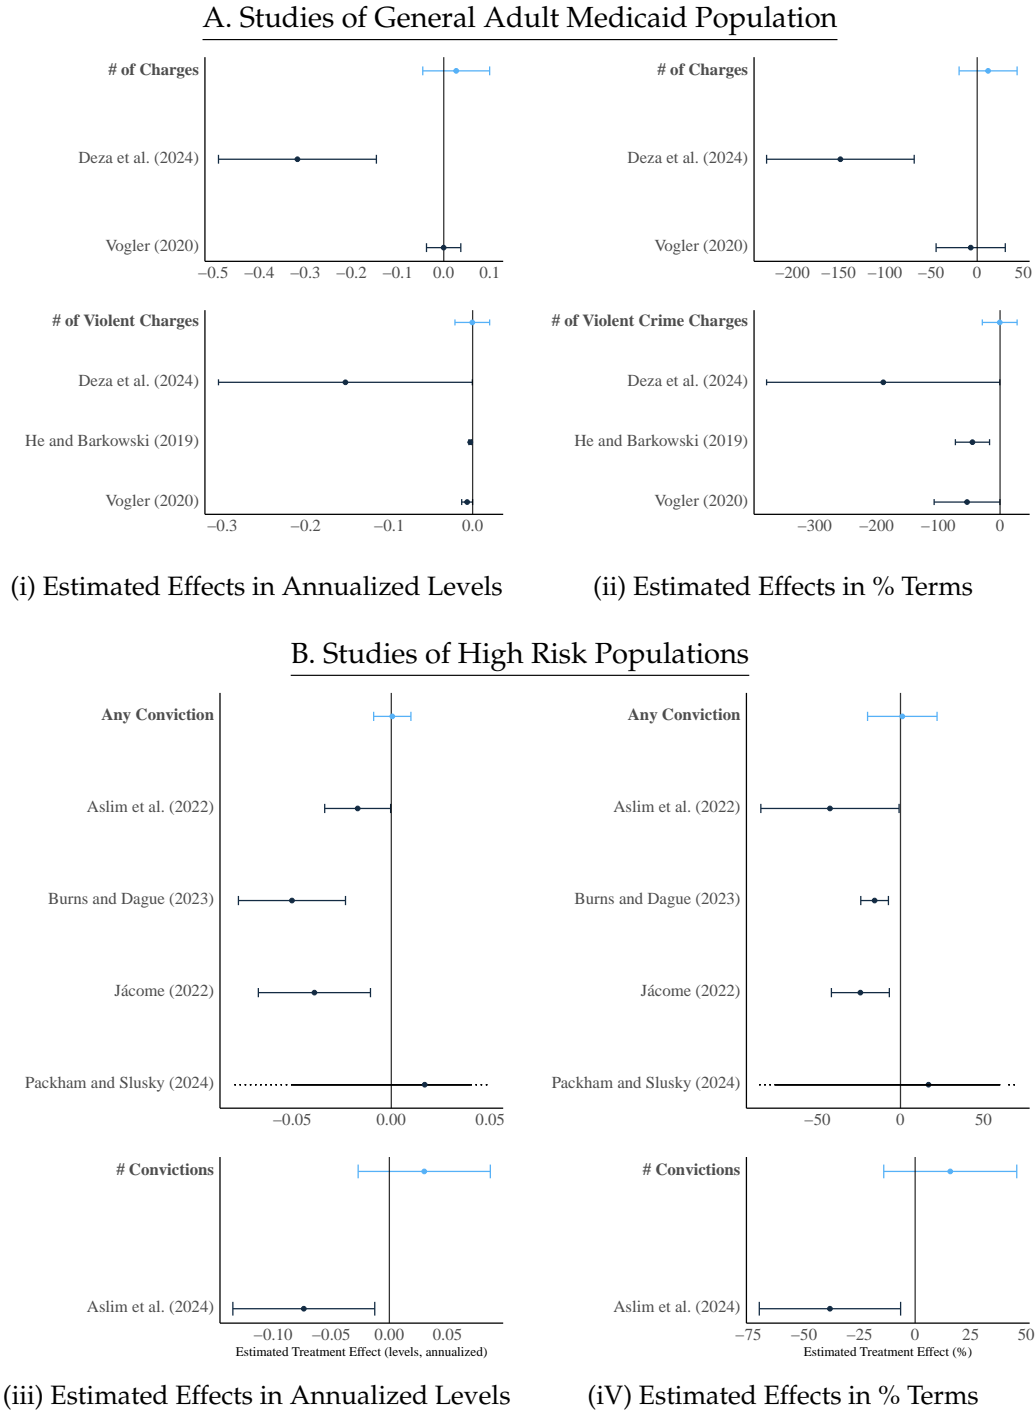 A. Studies of General Adult Medicaid Population
# of Charges
Deza et al. (2024)
Vogler (2020)
−0.5 −0.4 −0.3 −0.2 −0.1 0.0 0.1
# of Charges
Deza et al. (2024)
Vogler (2020)
−200 −150 −100 −50 0 50
# of Violent Charges
Deza et al. (2024)
He and Barkowski (2019)
Vogler (2020)
−0.3 −0.2 −0.1 0.0
# of Violent Crime Charges
Deza et al. (2024)
He and Barkowski (2019)
Vogler (2020)
−300 −200 −100 0
(i) Estimated Effects in Annualized Levels
(ii) Estimated Effects in % Terms
B. Studies of High Risk Populations
Any Conviction
Aslim et al. (2022)
Burns and Dague (2023)
Jácome (2022)
Packham and Slusky (2024)
−0.05 0.00 0.05
Any Conviction
Aslim et al. (2022)
Burns and Dague (2023)
Jácome (2022)
Packham and Slusky (2024)
−50 0 50
# Convictions
Aslim et al. (2024)
−0.10 −0.05 0.00 0.05
Estimated Treatment Effect (levels, annualized)
# Convictions
Aslim et al. (2024)
−75 −50 −25 0 25 50
Estimated Treatment Effect (%)
(iii) Estimated Effects in Annualized Levels
(iV) Estimated Effects in % Terms